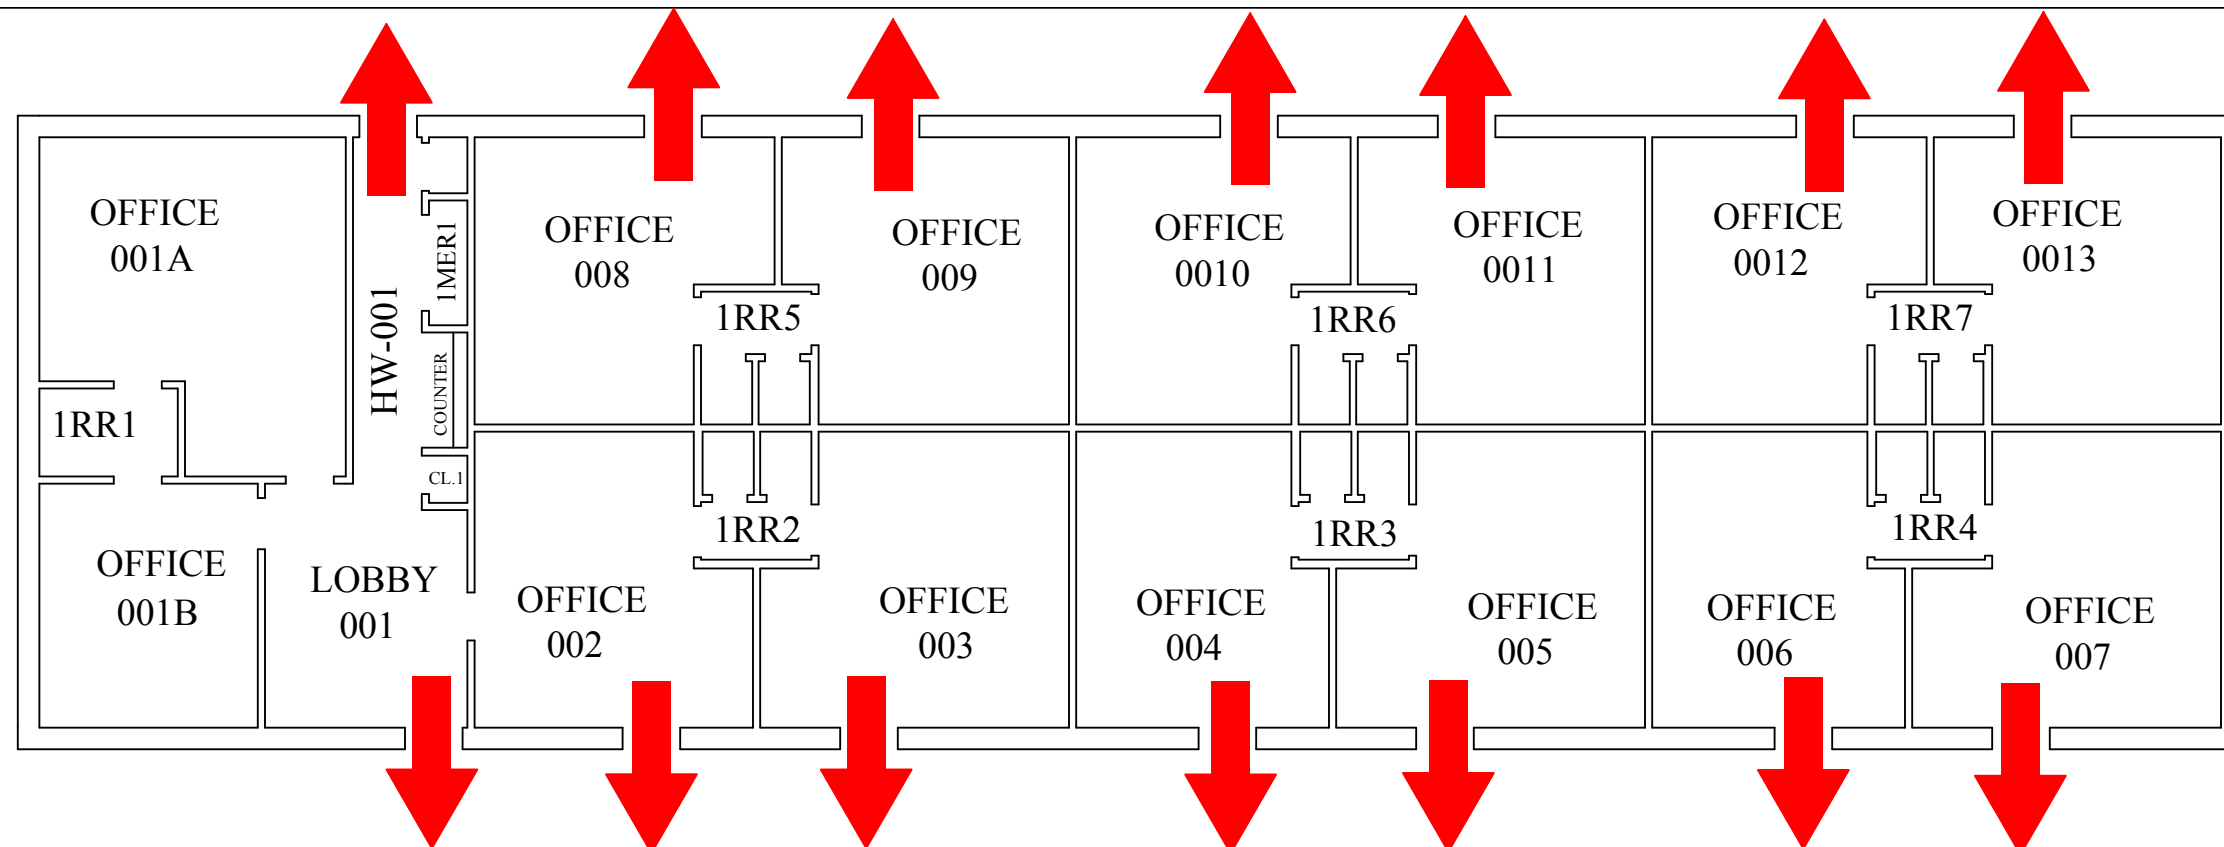 OFFICE
001A
HW-001
1MER1
COUNTER
CL.1
1RR1
OFFICE
001B
LOBBY
001
OFFICE
008
1RR5
OFFICE
009
OFFICE
0010
1RR6
OFFICE
0011
OFFICE
0012
1RR7
OFFICE
0013
OFFICE
002
1RR2
OFFICE
003
OFFICE
004
1RR3
OFFICE
005
OFFICE
006
1RR4
OFFICE
007